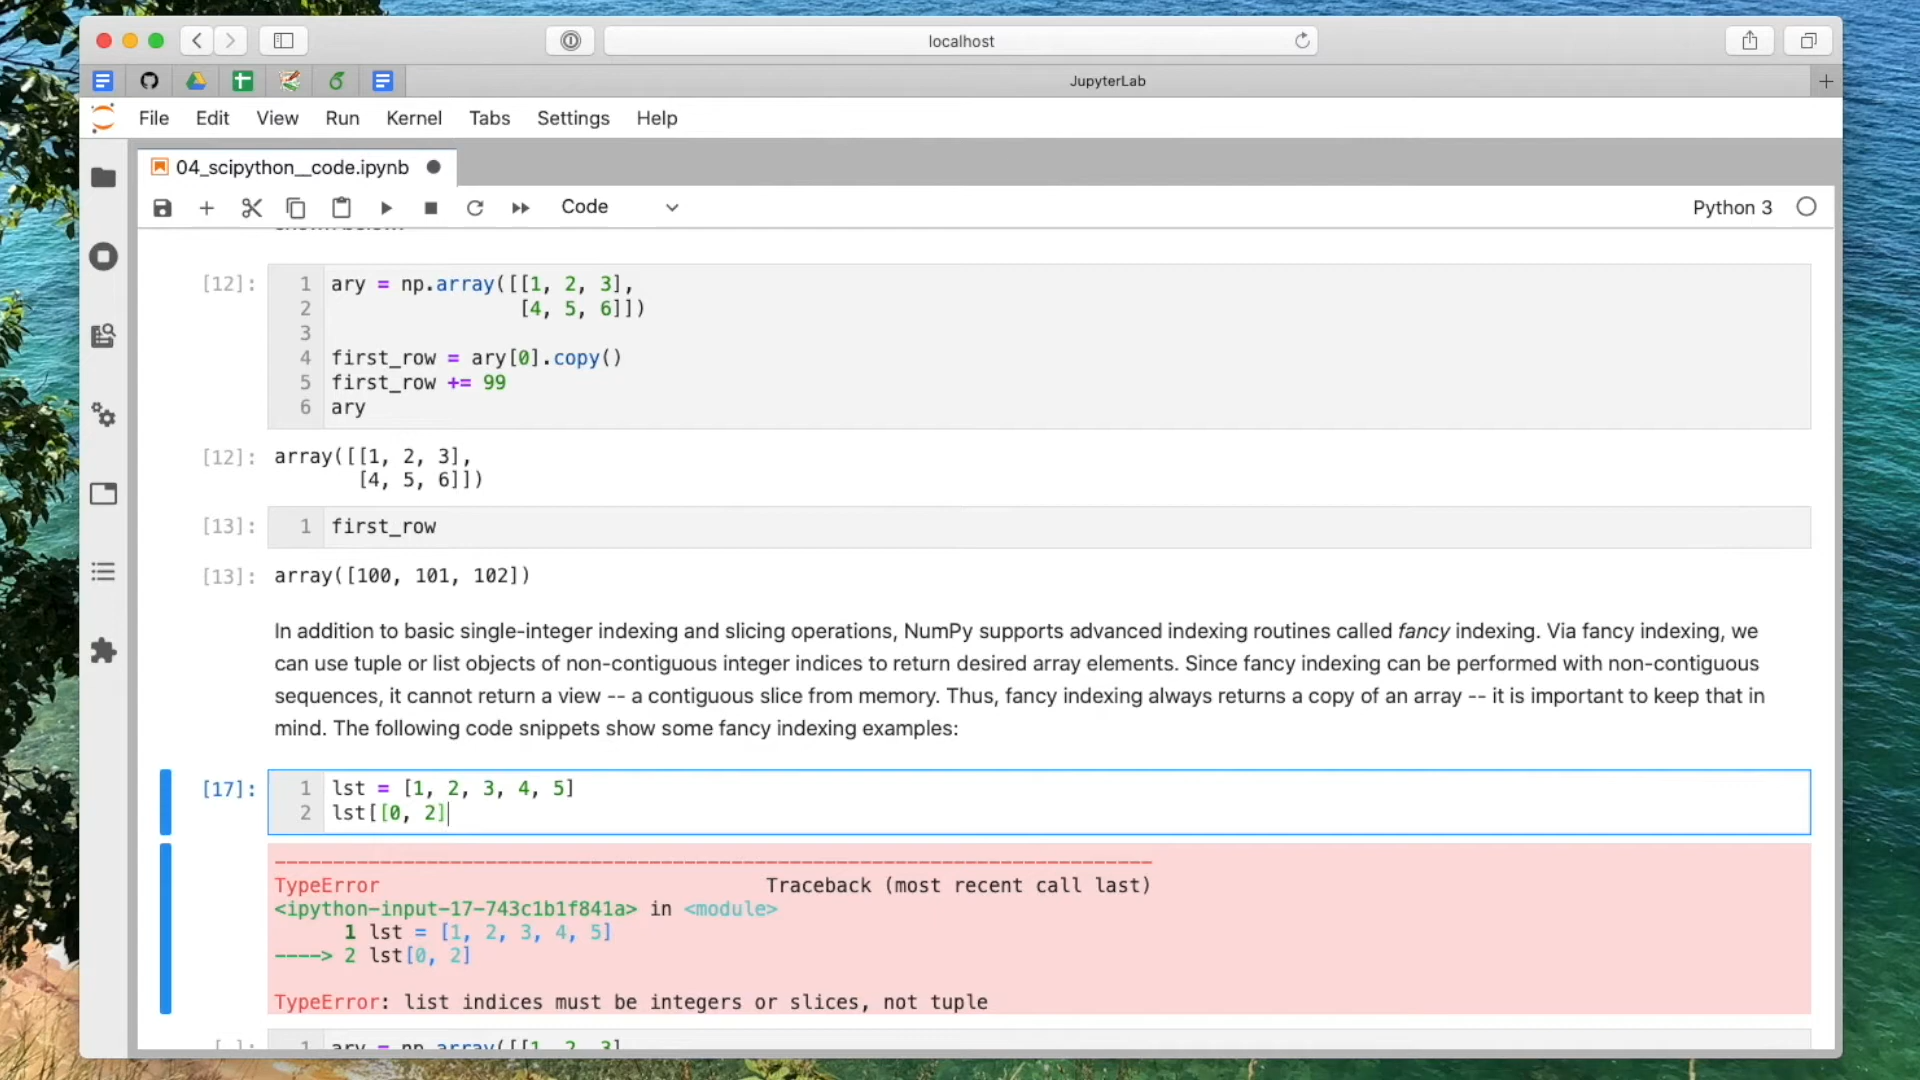 localhost
JupyterLab
File Edit View Run Kernel Tabs Settings Help
04_scipython__code.ipynb
Code
Python 3
[12]:
1 ary = np.array([[1, 2, 3],
2 [4, 5, 6]])
3
4 first_row = ary[0].copy()
5 first_row += 99
6 ary
[12]: array([[1, 2, 3],
[4, 5, 6]])
[13]: 1 first_row
[13]: array([100, 101, 102])
In addition to basic single-integer indexing and slicing operations, NumPy supports advanced indexing routines called fancy indexing. Via fancy indexing, we
can use tuple or list objects of non-contiguous integer indices to return desired array elements. Since fancy indexing can be performed with non-contiguous
sequences, it cannot return a view -- a contiguous slice from memory. Thus, fancy indexing always returns a copy of an array -- it is important to keep that in
mind. The following code snippets show some fancy indexing examples:
[17]: 1 lst = [1, 2, 3, 4, 5]
2 lst[[0, 2]
---------------------------------------------------------------------------
TypeError Traceback (most recent call last)
<ipython-input-17-743c1b1f841a> in <module>
1 lst = [1, 2, 3, 4, 5]
----> 2 lst[0, 2]
TypeError: list indices must be integers or slices, not tuple
[ ]: 1 ary = np.array([[1, 2, 3],